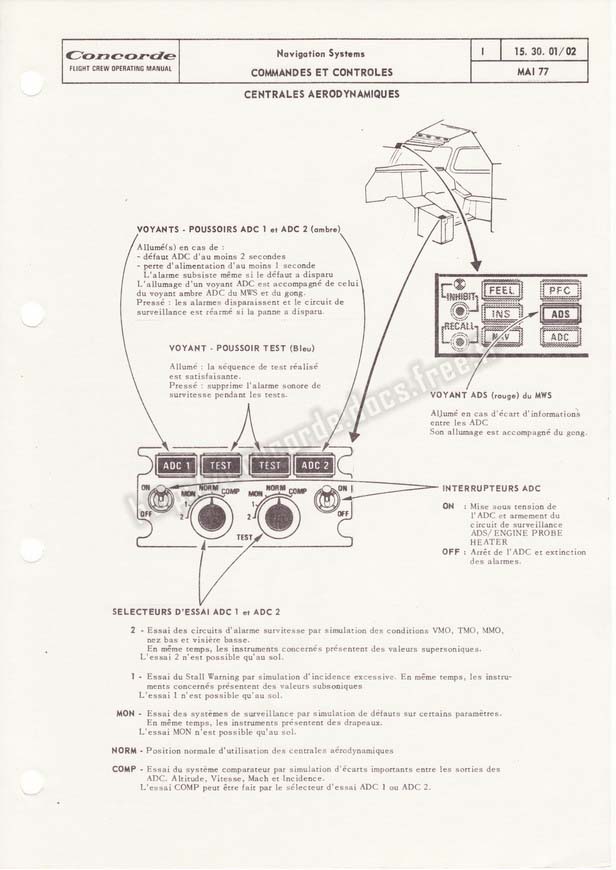 Concorde
FLIGHT CREW OPERATING MANUAL
Navigation Systems
COMMANDES ET CONTROLES
1
15. 30. 01/02
MAI 77
CENTRALES AERODYNAMIQUES
VOYANTS - POUSSOIRS ADC 1 et ADC 2 (ambre)
Allumé(s) en cas de :
- défaut ADC d'au moins 2 secondes
- perte d'alimentation d'au moins 1 seconde
L'alarme subsiste même si le défaut a disparu
L'allumage d'un voyant ADC est accompagné de celui
du voyant ambre ADC du MWS et du gong.
Pressé : les alarmes disparaissent et le circuit de
surveillance est réarmé si la panne a disparu.
VOYANT - POUSSOIR TEST (Bleu)
Allumé : la séquence de test réalisé
est satisfaisante.
Pressé : supprime l'alarme sonore de
survitesse pendant les tests.
INHIBIT
RECALL
FEEL
PFC
INS
ADS
NAV
ADC
VOYANT ADS (rouge) du MWS
Allumé en cas d'écart d'informations
entre les ADC
Son allumage est accompagné du gong.
ADC 1
TEST
TEST
ADC 2
ON
OFF
NORM
MON
COMP
1
2
NORM
MON
COMP
1
2
TEST
ON
OFF
INTERRUPTEURS ADC
ON : Mise sous tension de
l'ADC et armement du
circuit de surveillance
ADS/ENGINE PROBE
HEATER
OFF : Arrêt de l'ADC et extinction
des alarmes.
SELECTEURS D'ESSAI ADC 1 et ADC 2
2 - Essai des circuits d'alarme survitesse par simulation des conditions VMO, TMO, MMO,
nez bas et visière basse.
En même temps, les instruments concernés présentent des valeurs supersoniques.
L'essai 2 n'est possible qu'au sol.
1 - Essai du Stall Warning par simulation d'incidence excessive. En même temps, les instru-
ments concernés présentent des valeurs subsoniques
L'essai 1 n'est possible qu'au sol.
MON - Essai des systèmes de surveillance par simulation de défauts sur certains paramètres.
En même temps, les instruments présentent des drapeaux.
L'essai MON n'est possible qu'au sol.
NORM - Position normale d'utilisation des centrales aérodynamiques
COMP - Essai du système comparateur par simulation d'écarts importants entre les sorties des
ADC. Altitude, Vitesse, Mach et Incidence.
L'essai COMP peut être fait par le sélecteur d'essai ADC 1 ou ADC 2.